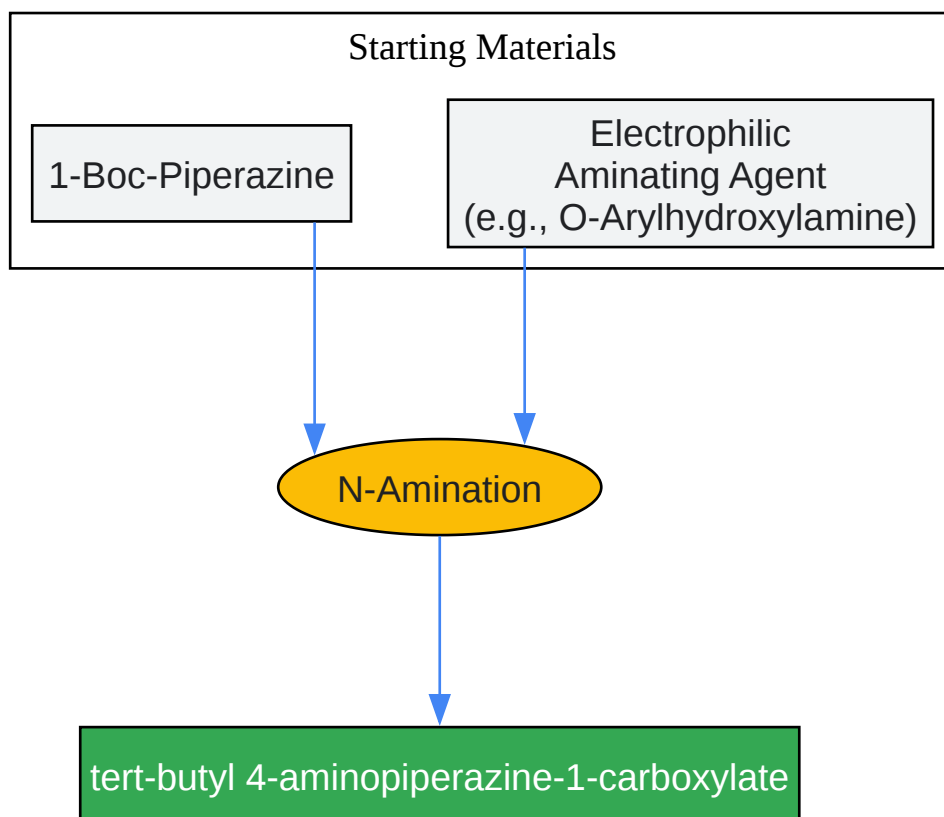 Starting Materials
1-Boc-Piperazine
Electrophilic
Aminating Agent
(e.g., O-Arylhydroxylamine)
N-Amination
tert-butyl 4-aminopiperazine-1-carboxylate